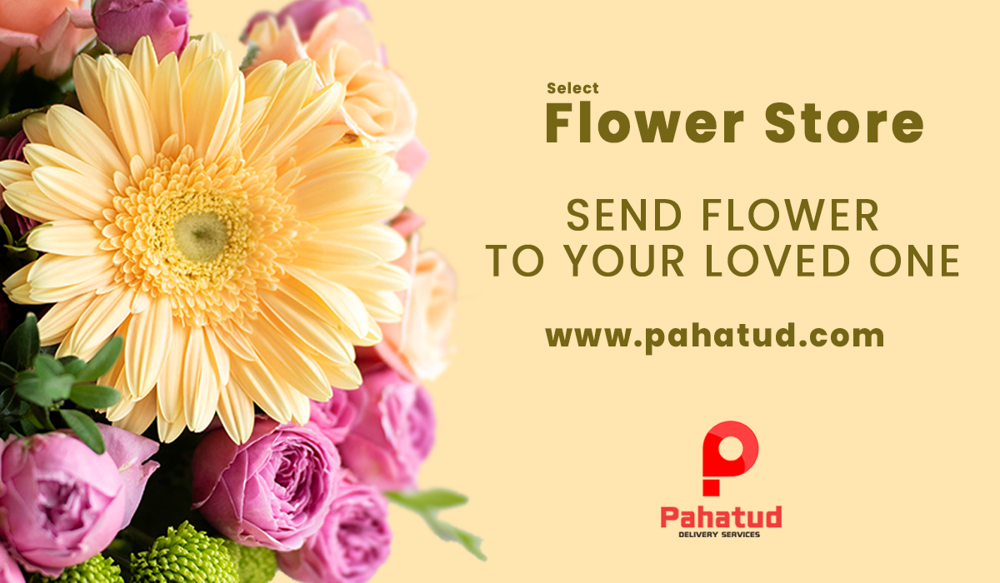 Select
Flower Store
SEND FLOWER
TO YOUR LOVED ONE
www.pahatud.com
Pahatud
DELIVERY SERVICES